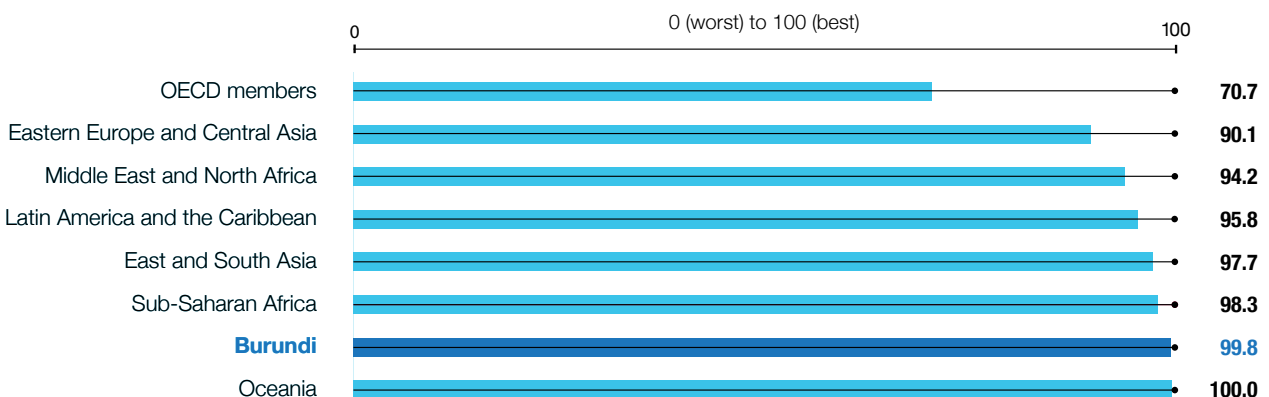 0 (worst) to 100 (best)
0 100
OECD members 70.7
Eastern Europe and Central Asia 90.1
Middle East and North Africa 94.2
Latin America and the Caribbean 95.8
East and South Asia 97.7
Sub-Saharan Africa 98.3
Burundi 99.8
Oceania 100.0